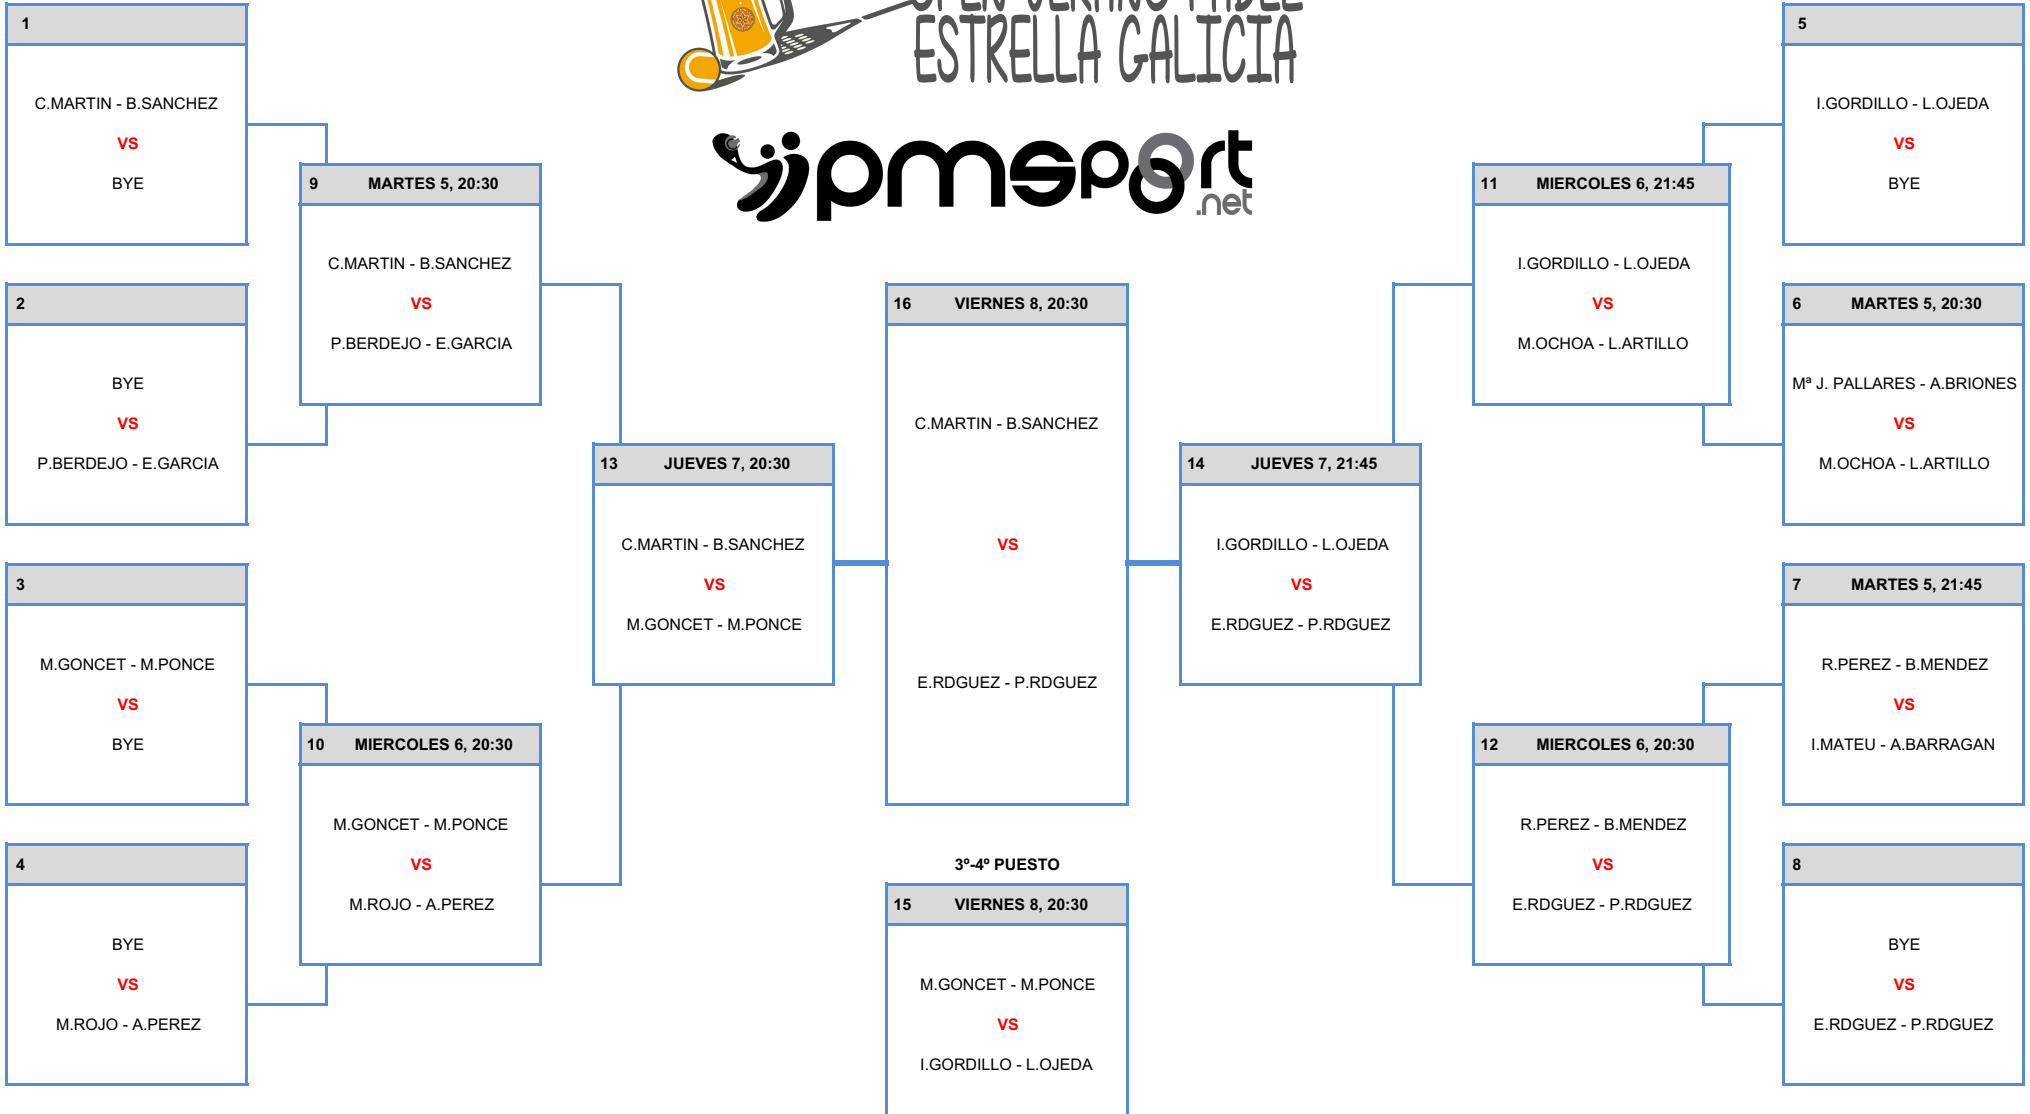 OPEN VERANO PADEL
ESTRELLA GALICIA
pmsport
.net
1
C.MARTIN - B.SANCHEZ
VS
BYE
2
BYE
VS
P.BERDEJO - E.GARCIA
3
M.GONCET - M.PONCE
VS
BYE
4
BYE
VS
M.ROJO - A.PEREZ
9 MARTES 5, 20:30
C.MARTIN - B.SANCHEZ
VS
P.BERDEJO - E.GARCIA
10 MIERCOLES 6, 20:30
M.GONCET - M.PONCE
VS
M.ROJO - A.PEREZ
13 JUEVES 7, 20:30
C.MARTIN - B.SANCHEZ
VS
M.GONCET - M.PONCE
16 VIERNES 8, 20:30
C.MARTIN - B.SANCHEZ
VS
E.RDGUEZ - P.RDGUEZ
3º-4º PUESTO
15 VIERNES 8, 20:30
M.GONCET - M.PONCE
VS
I.GORDILLO - L.OJEDA
14 JUEVES 7, 21:45
I.GORDILLO - L.OJEDA
VS
E.RDGUEZ - P.RDGUEZ
11 MIERCOLES 6, 21:45
I.GORDILLO - L.OJEDA
VS
M.OCHOA - L.ARTILLO
12 MIERCOLES 6, 20:30
R.PEREZ - B.MENDEZ
VS
E.RDGUEZ - P.RDGUEZ
5
I.GORDILLO - L.OJEDA
VS
BYE
6 MARTES 5, 20:30
Mª J. PALLARES - A.BRIONES
VS
M.OCHOA - L.ARTILLO
7 MARTES 5, 21:45
R.PEREZ - B.MENDEZ
VS
I.MATEU - A.BARRAGAN
8
BYE
VS
E.RDGUEZ - P.RDGUEZ